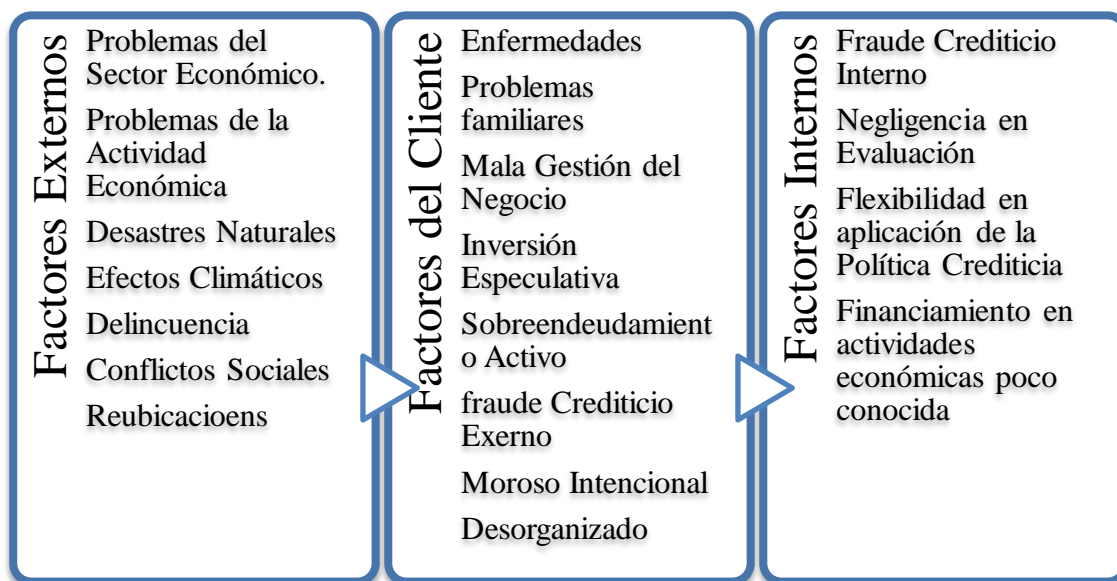 Factores Externos
Problemas del
Sector Económico.
Problemas de la
Actividad
Económica
Desastres Naturales
Efectos Climáticos
Delincuencia
Conflictos Sociales
Reubicacioens
Factores del Cliente
Enfermedades
Problemas
familiares
Mala Gestión del
Negocio
Inversión
Especulativa
Sobreendeudamient
o Activo
fraude Crediticio
Exerno
Moroso Intencional
Desorganizado
Factores Internos
Fraude Crediticio
Interno
Negligencia en
Evaluación
Flexibilidad en
aplicación de la
Política Crediticia
Financiamiento en
actividades
económicas poco
conocida